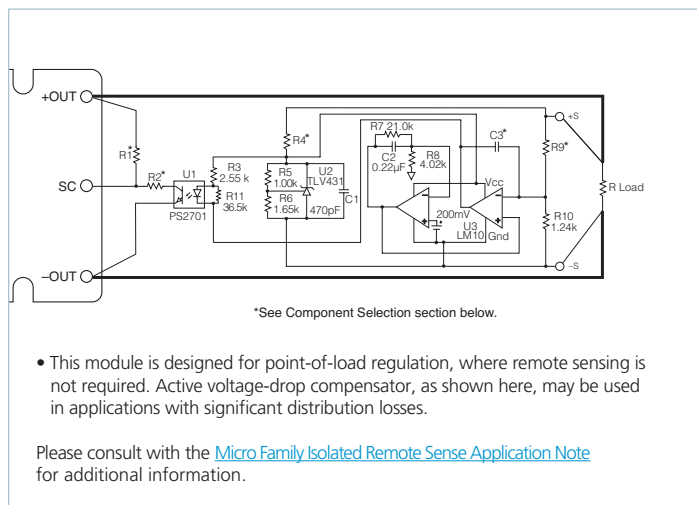 +OUT
SC
–OUT
R1*
R2*
U1
PS2701
R3
2.55 k
R11
36.5k
R4*
R5
1.00k
R6
1.65k
U2
TLV431
470pF
C1
R7 21.0k
C2
0.22µF
R8
4.02k
–
+
200mV
+
Vcc
–
+
U3
LM10
Gnd
C3*
R9*
R10
1.24k
+S
–S
R Load
*See Component Selection section below.
• This module is designed for point-of-load regulation, where remote sensing is
not required. Active voltage-drop compensator, as shown here, may be used
in applications with significant distribution losses.
Please consult with the Micro Family Isolated Remote Sense Application Note
for additional information.